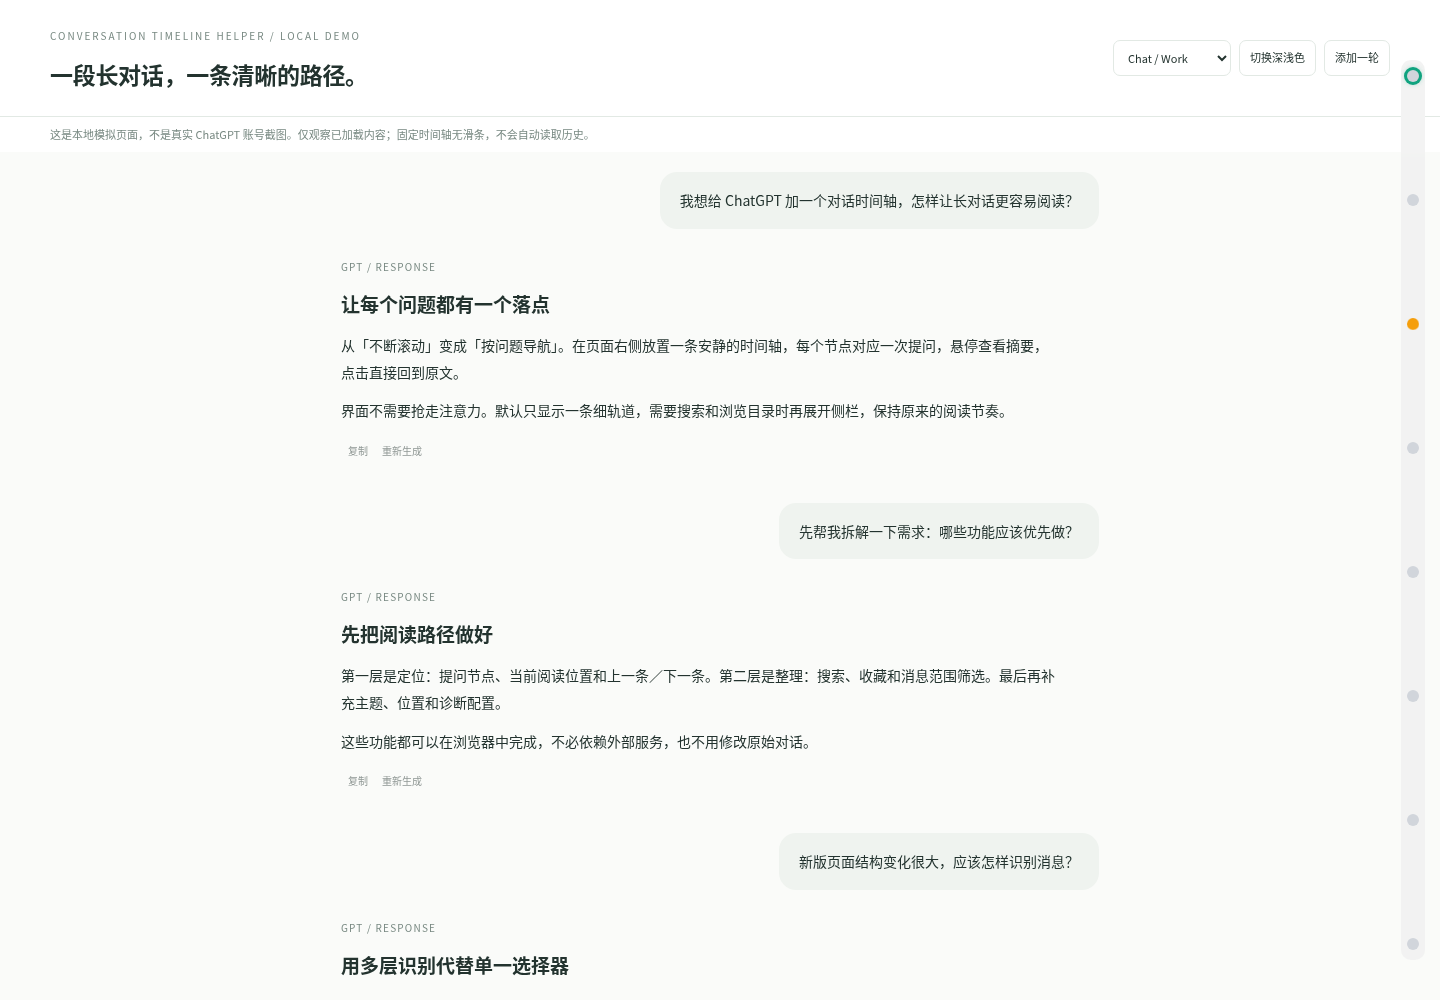 CONVERSATION TIMELINE HELPER / LOCAL DEMO
一段长对话，一条清晰的路径。
Chat / Work
切换深浅色
添加一轮
这是本地模拟页面，不是真实 ChatGPT 账号截图。仅观察已加载内容；固定时间轴无滑条，不会自动读取历史。
我想给 ChatGPT 加一个对话时间轴，怎样让长对话更容易阅读？
GPT / RESPONSE
让每个问题都有一个落点
从「不断滚动」变成「按问题导航」。在页面右侧放置一条安静的时间轴，每个节点对应一次提问，悬停查看摘要，
点击直接回到原文。
界面不需要抢走注意力。默认只显示一条细轨道，需要搜索和浏览目录时再展开侧栏，保持原来的阅读节奏。
复制 重新生成
先帮我拆解一下需求：哪些功能应该优先做？
GPT / RESPONSE
先把阅读路径做好
第一层是定位：提问节点、当前阅读位置和上一条／下一条。第二层是整理：搜索、收藏和消息范围筛选。最后再补
充主题、位置和诊断配置。
这些功能都可以在浏览器中完成，不必依赖外部服务，也不用修改原始对话。
复制 重新生成
新版页面结构变化很大，应该怎样识别消息？
GPT / RESPONSE
用多层识别代替单一选择器